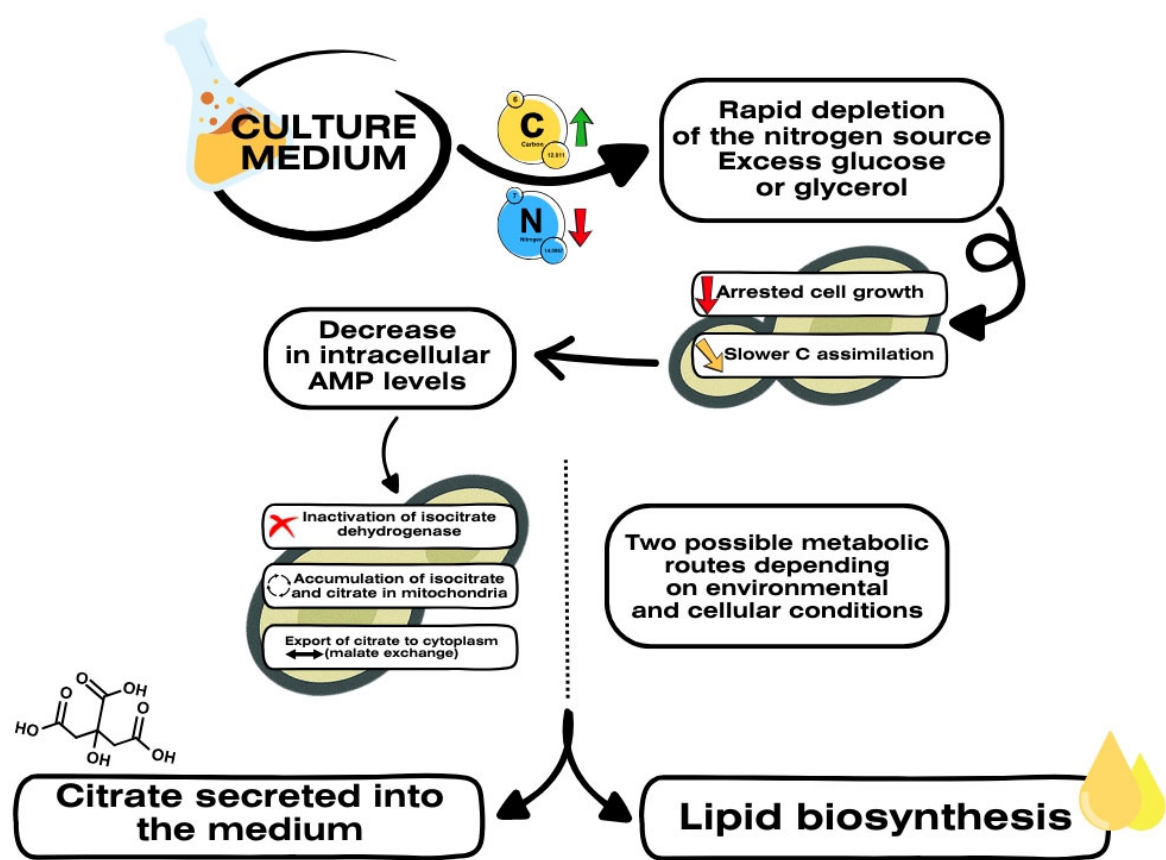 CULTURE
MEDIUM
6
C
Carbon
12.011
7
N
Nitrogen
Rapid depletion
of the nitrogen source
Excess glucose
or glycerol
Arrested cell growth
Slower C assimilation
Decrease
in intracellular
AMP levels
Inactivation of isocitrate
dehydrogenase
Accumulation of isocitrate
and citrate in mitochondria
Export of citrate to cytoplasm
(malate exchange)
Two possible metabolic
routes depending
on environmental
and cellular conditions
O
OH
O
O
HO
OH
OH
Citrate secreted into
the medium
Lipid biosynthesis